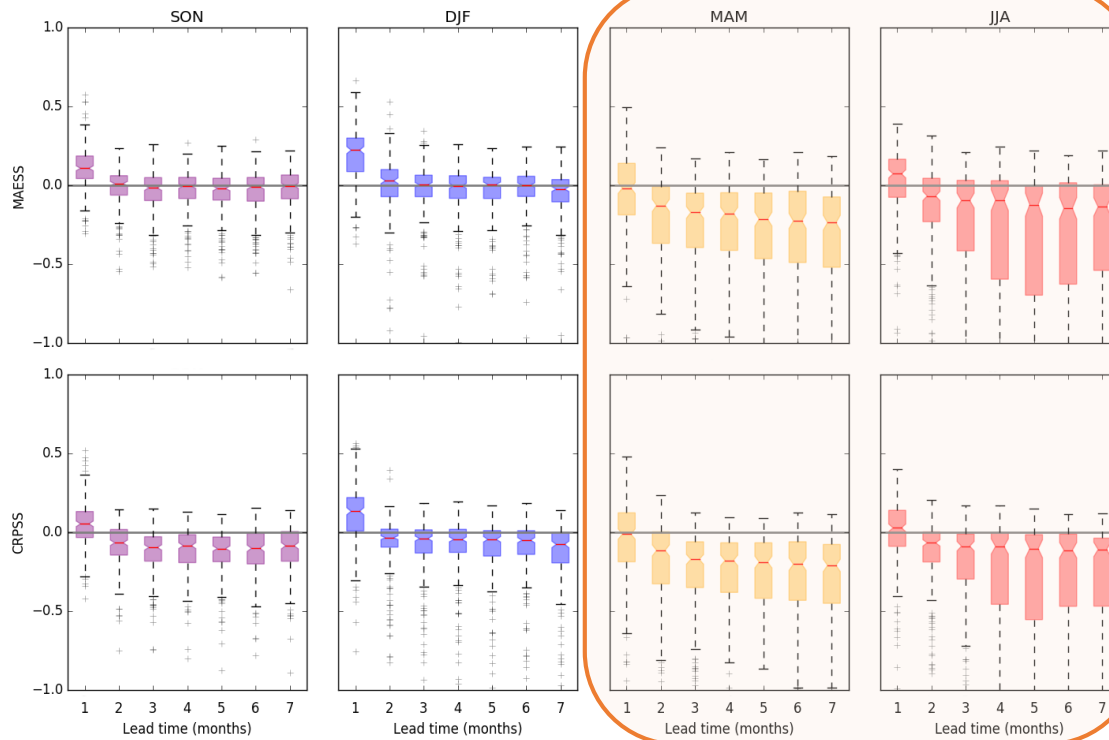 SON DJF MAM JJA
1.0
0.5
0.0
−0.5
−1.0
MAESS
1.0
0.5
0.0
−0.5
−1.0
CRPSS
1 2 3 4 5 6 7 1 2 3 4 5 6 7 1 2 3 4 5 6 7 1 2 3 4 5 6 7
Lead time (months) Lead time (months) Lead time (months) Lead time (months)